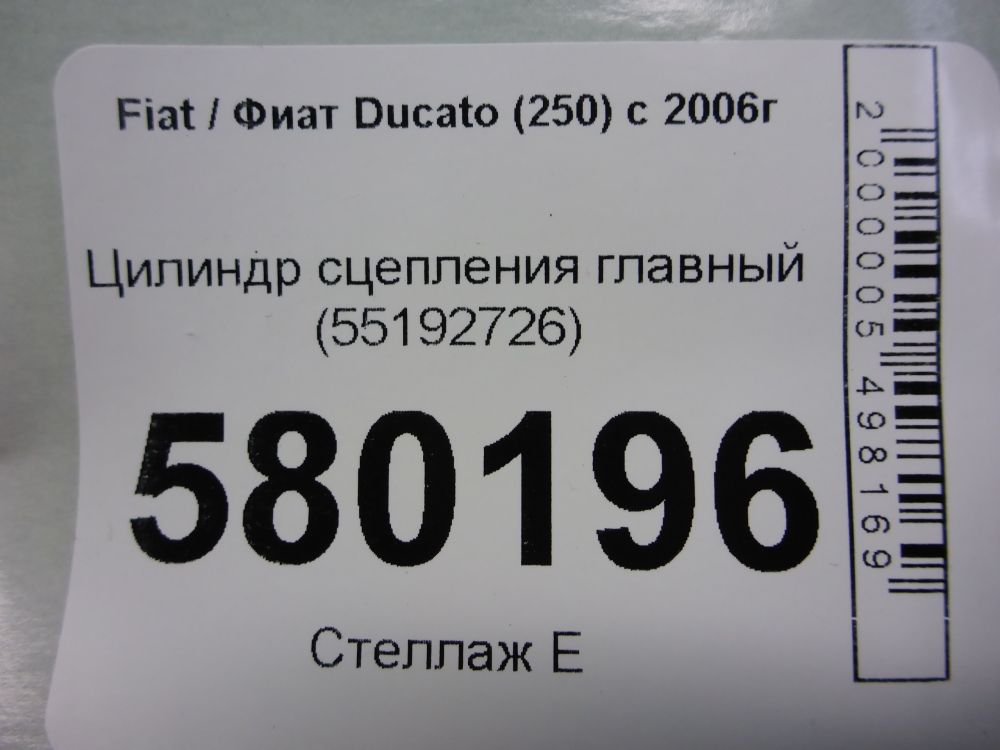 Fiat / Фиат Ducato (250) с 2006г
Цилиндр сцепления главный
(55192726)
580196
Стеллаж Е
2000005498169